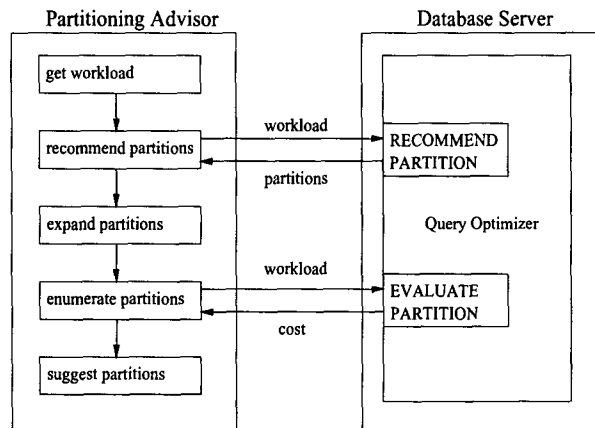 Partitioning Advisor
Database Server
get workload
workload
recommend partitions
RECOMMEND
PARTITION
partitions
expand partitions
Query Optimizer
workload
enumerate partitions
EVALUATE
PARTITION
cost
suggest partitions